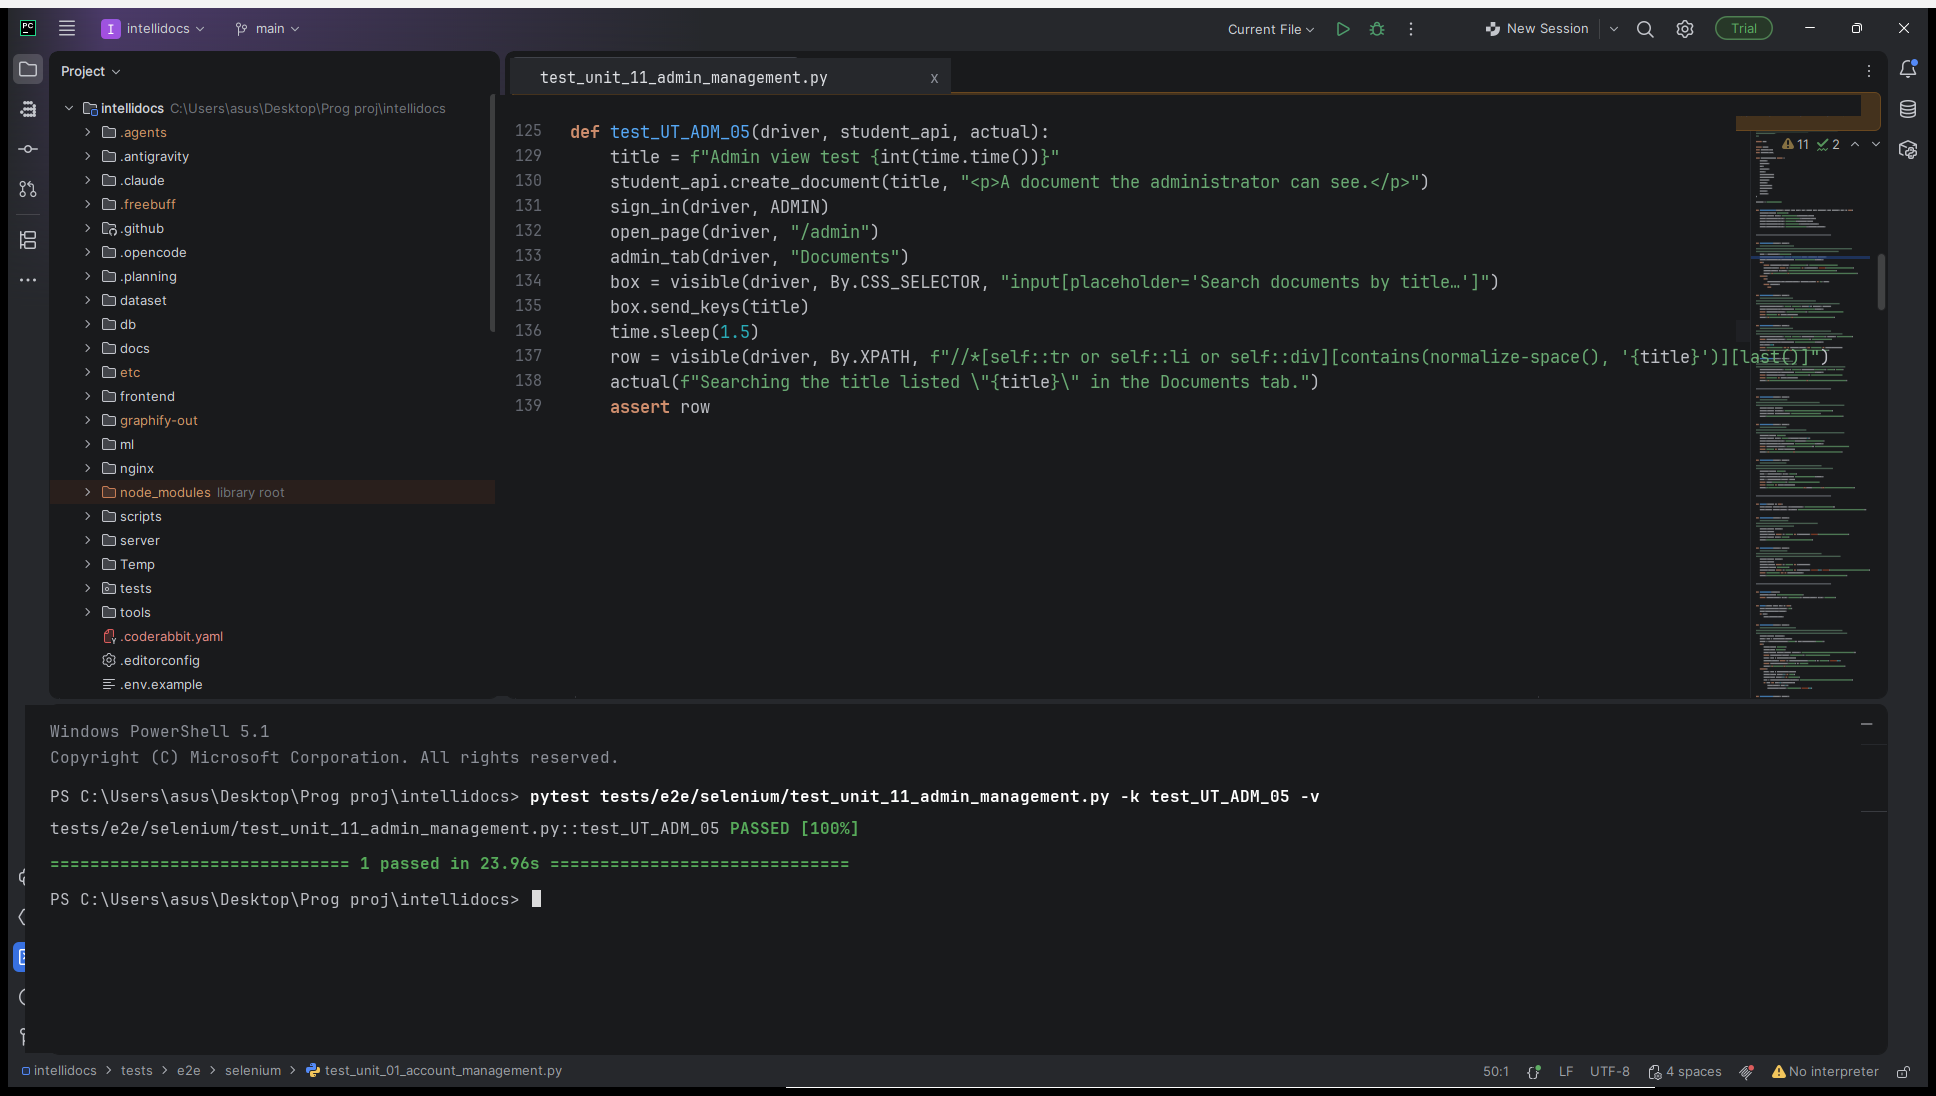 PC
I
intellidocs
main
Current File
New Session
Trial
Project
test_unit_11_admin_management.py
x
intellidocs C:\Users\asus\Desktop\Prog proj\intellidocs
.agents
.antigravity
.claude
.freebuff
.github
.opencode
.planning
dataset
db
docs
etc
frontend
graphify-out
ml
nginx
node_modules library root
scripts
server
Temp
tests
tools
.coderabbit.yaml
.editorconfig
.env.example
11 2
125 def test_UT_ADM_05(driver, student_api, actual):
129 title = f"Admin view test {int(time.time())}"
130 student_api.create_document(title, "<p>A document the administrator can see.</p>")
131 sign_in(driver, ADMIN)
132 open_page(driver, "/admin")
133 admin_tab(driver, "Documents")
134 box = visible(driver, By.CSS_SELECTOR, "input[placeholder='Search documents by title…']")
135 box.send_keys(title)
136 time.sleep(1.5)
137 row = visible(driver, By.XPATH, f"//*[self::tr or self::li or self::div][contains(normalize-space(), '{title}')][last()]")
138 actual(f"Searching the title listed \"{title}\" in the Documents tab.")
139 assert row
Windows PowerShell 5.1
Copyright (C) Microsoft Corporation. All rights reserved.
PS C:\Users\asus\Desktop\Prog proj\intellidocs> pytest tests/e2e/selenium/test_unit_11_admin_management.py -k test_UT_ADM_05 -v
tests/e2e/selenium/test_unit_11_admin_management.py::test_UT_ADM_05 PASSED [100%]
============================== 1 passed in 23.96s ==============================
PS C:\Users\asus\Desktop\Prog proj\intellidocs>
intellidocs > tests > e2e > selenium > test_unit_01_account_management.py
50:1
LF
UTF-8
4 spaces
No interpreter